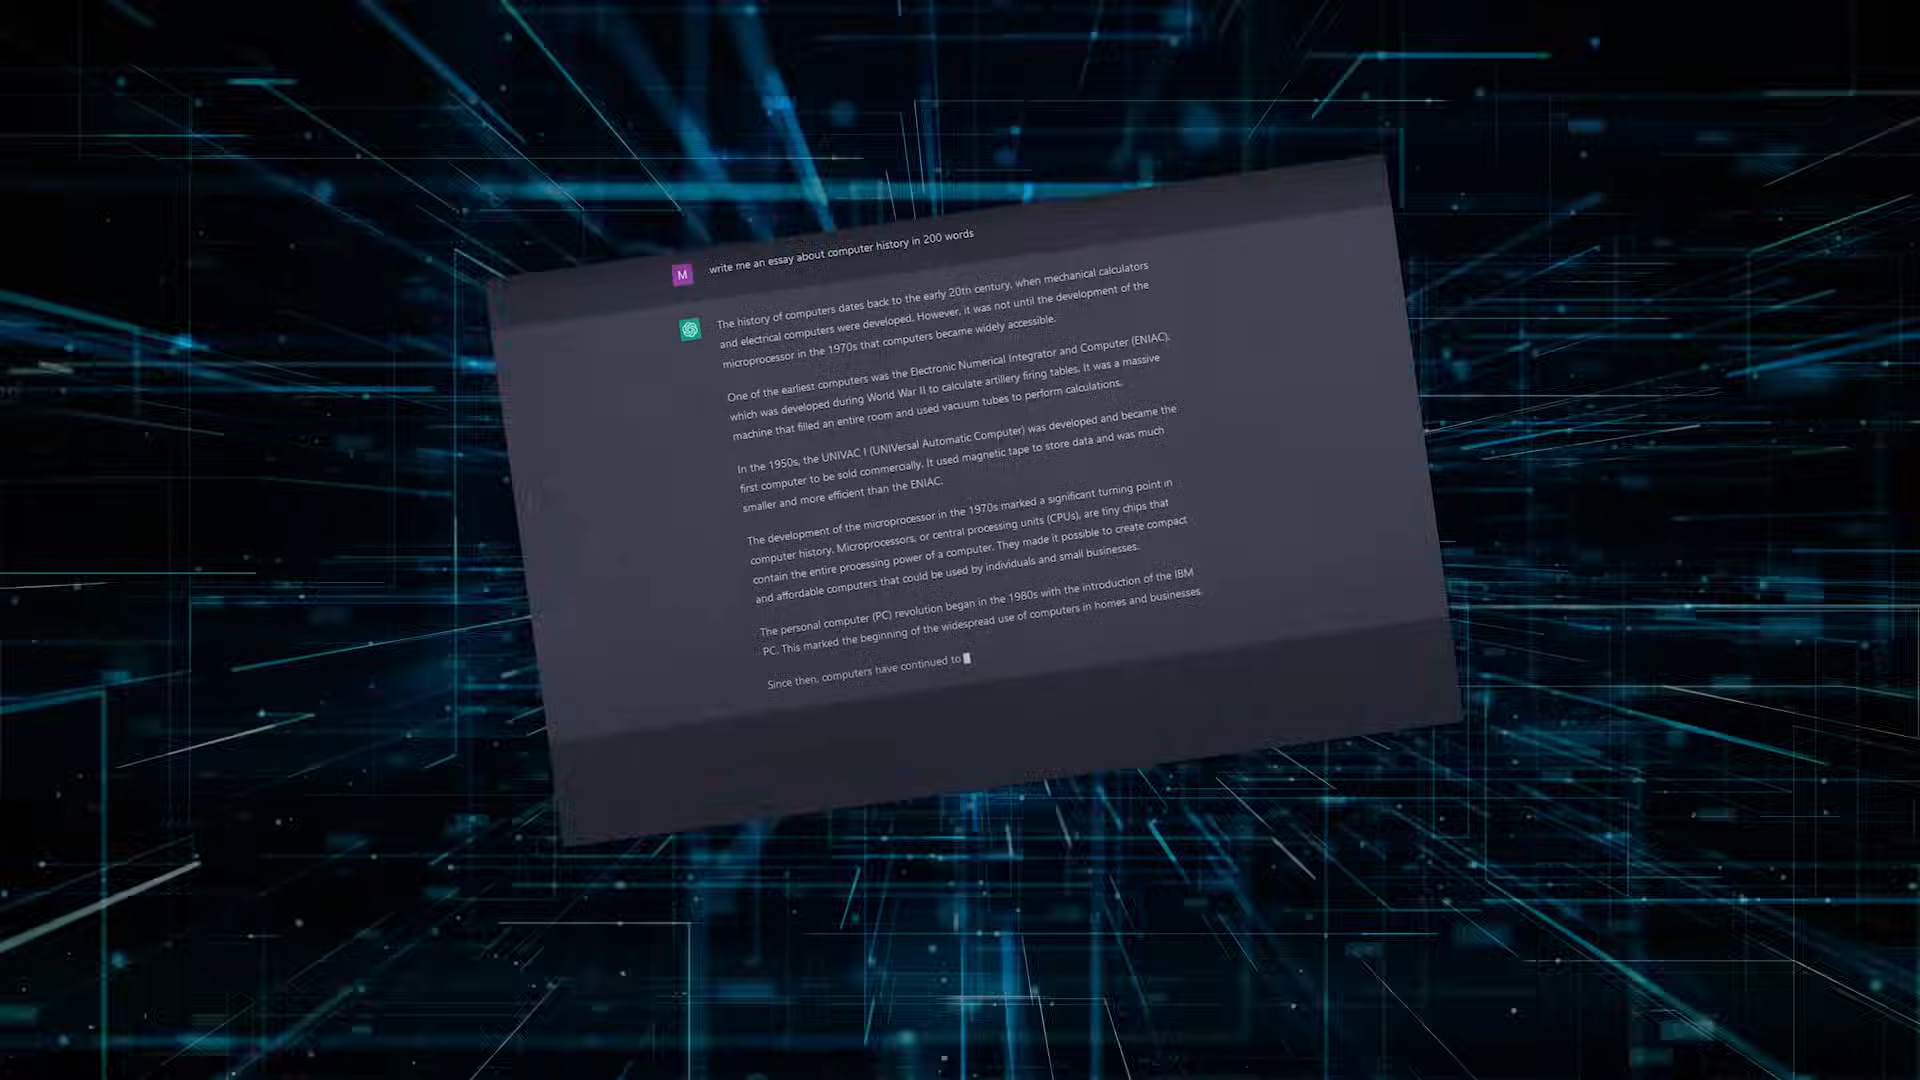 M
write me an essay about computer history in 200 words
The history of computers dates back to the early 20th century, when mechanical calculators
and electrical computers were developed. However, it was not until the development of the
microprocessor in the 1970s that computers became widely accessible.
One of the earliest computers was the Electronic Numerical Integrator and Computer (ENIAC),
which was developed during World War II to calculate artillery firing tables. It was a massive
machine that filled an entire room and used vacuum tubes to perform calculations.
In the 1950s, the UNIVAC I (UNIVersal Automatic Computer) was developed and became the
first computer to be sold commercially. It used magnetic tape to store data and was much
smaller and more efficient than the ENIAC.
The development of the microprocessor in the 1970s marked a significant turning point in
computer history. Microprocessors, or central processing units (CPUs), are tiny chips that
contain the entire processing power of a computer. They made it possible to create compact
and affordable computers that could be used by individuals and small businesses.
The personal computer (PC) revolution began in the 1980s with the introduction of the IBM
PC. This marked the beginning of the widespread use of computers in homes and businesses.
Since then, computers have continued to